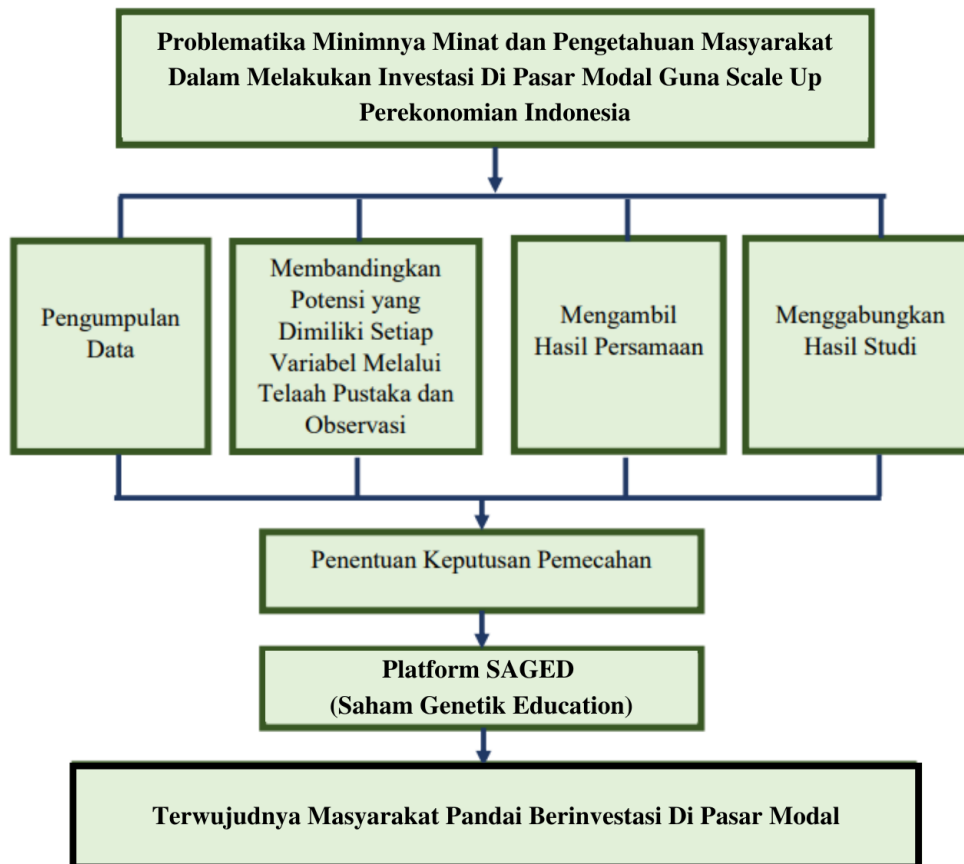 Problematika Minimnya Minat dan Pengetahuan Masyarakat
Dalam Melakukan Investasi Di Pasar Modal Guna Scale Up
Perekonomian Indonesia
Pengumpulan
Data
Membandingkan
Potensi yang
Dimiliki Setiap
Variabel Melalui
Telaah Pustaka dan
Observasi
Mengambil
Hasil Persamaan
Menggabungkan
Hasil Studi
Penentuan Keputusan Pemecahan
Platform SAGED
(Saham Genetik Education)
Terwujudnya Masyarakat Pandai Berinvestasi Di Pasar Modal